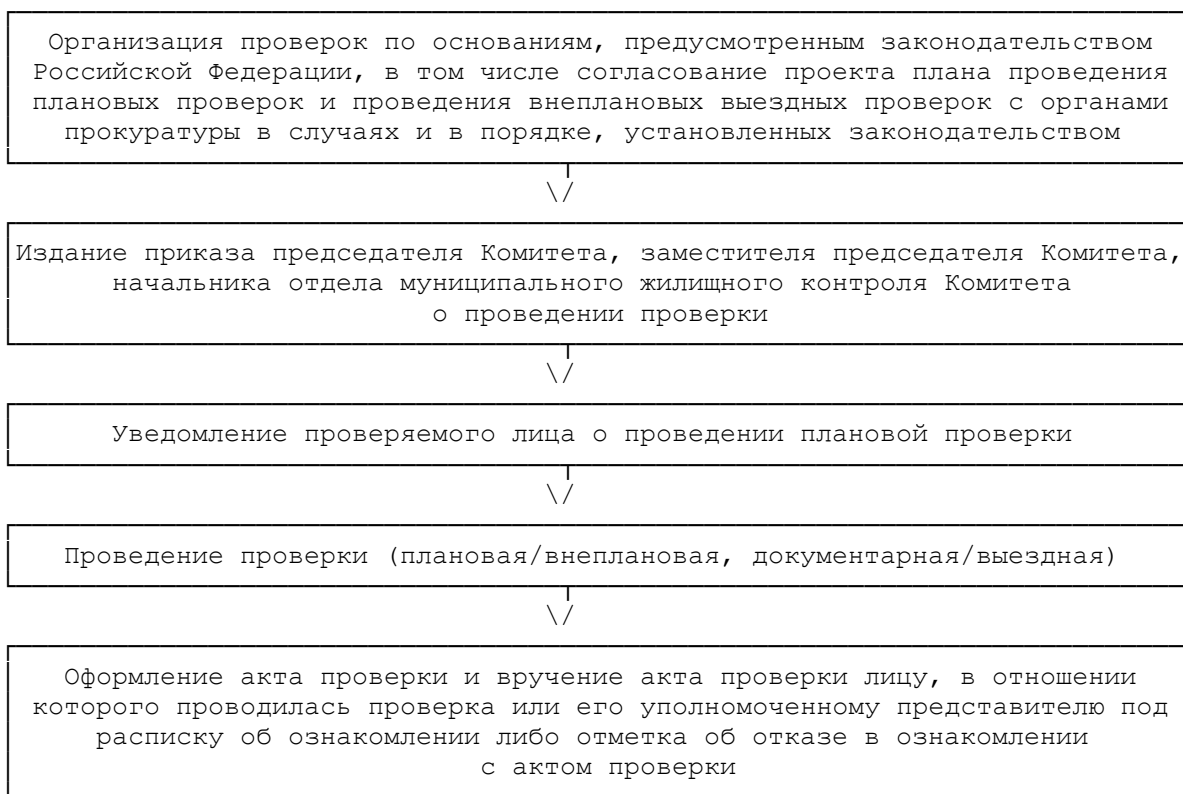 Организация проверок по основаниям, предусмотренным законодательством
Российской Федерации, в том числе согласование проекта плана проведения
плановых проверок и проведения внеплановых выездных проверок с органами
прокуратуры в случаях и в порядке, установленных законодательством
\/
Издание приказа председателя Комитета, заместителя председателя Комитета,
начальника отдела муниципального жилищного контроля Комитета
о проведении проверки
\/
Уведомление проверяемого лица о проведении плановой проверки
\/
Проведение проверки (плановая/внеплановая, документарная/выездная)
\/
Оформление акта проверки и вручение акта проверки лицу, в отношении
которого проводилась проверка или его уполномоченному представителю под
расписку об ознакомлении либо отметка об отказе в ознакомлении
с актом проверки